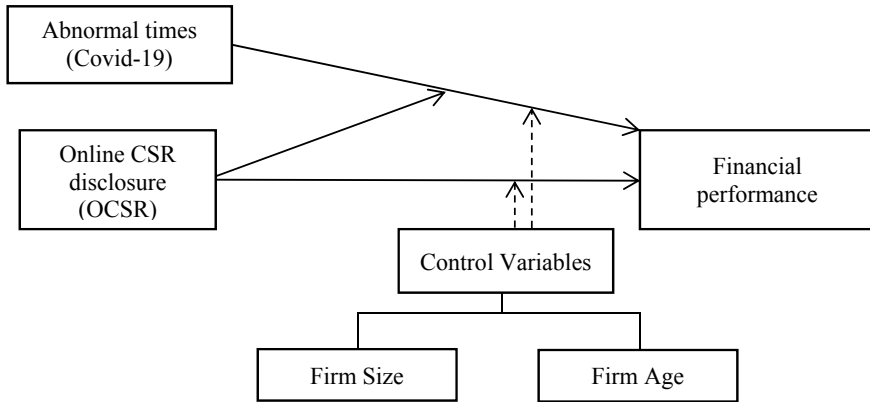 Abnormal times
(Covid-19)
Online CSR
disclosure
(OCSR)
Financial
performance
Control Variables
Firm Size
Firm Age